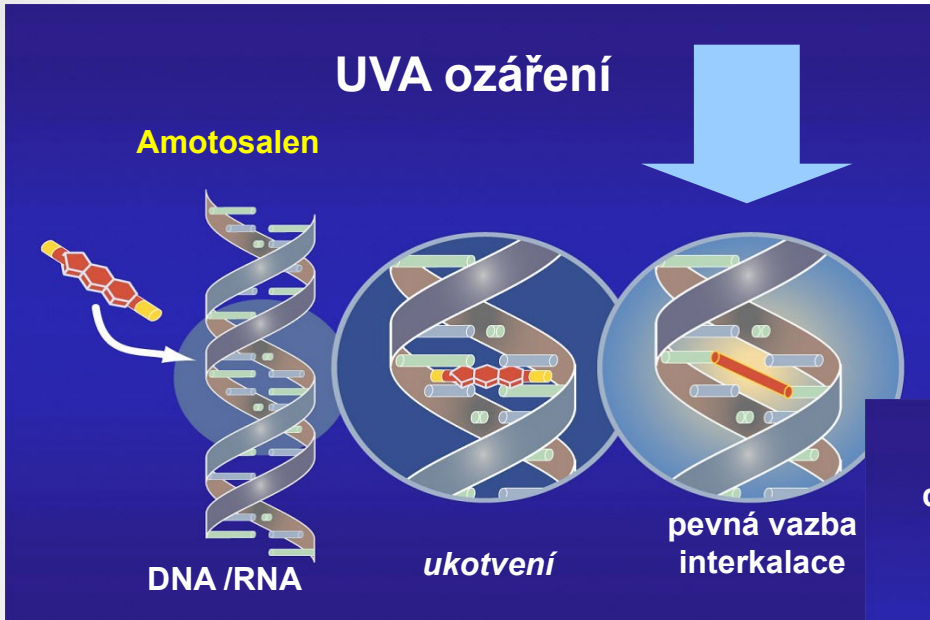 UVA ozáření
Amotosalen
DNA /RNA
ukotvení
pevná vazba
interkalace